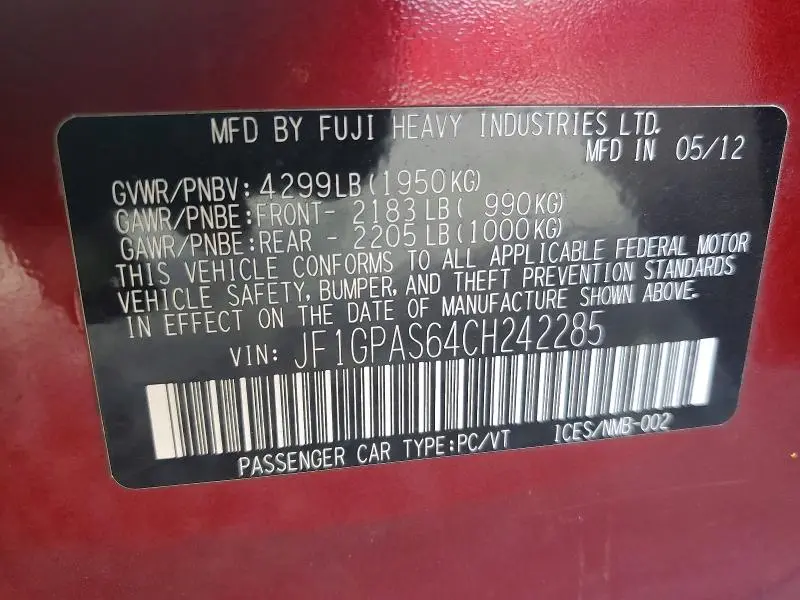 MFD BY FUJI HEAVY INDUSTRIES LTD.
MFD IN 05/12
GVWR/PNBV: 4299LB (1950KG)
GAWR/PNBE: FRONT- 2183 LB ( 990KG)
GAWR/PNBE: REAR - 2205 LB (1000KG)
THIS VEHICLE CONFORMS TO ALL APPLICABLE FEDERAL MOTOR
VEHICLE SAFETY, BUMPER, AND THEFT PREVENTION STANDARDS
IN EFFECT ON THE DATE OF MANUFACTURE SHOWN ABOVE.
VIN: JF1GPAS64CH242285
PASSENGER CAR TYPE: PC/VT ICES/NMB-002